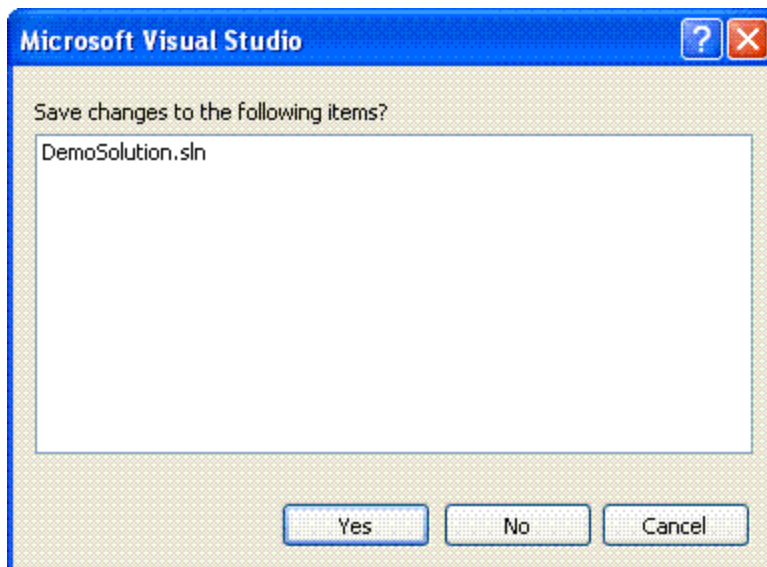 Microsoft Visual Studio
?
Save changes to the following items?
DemoSolution.sln
Yes No Cancel